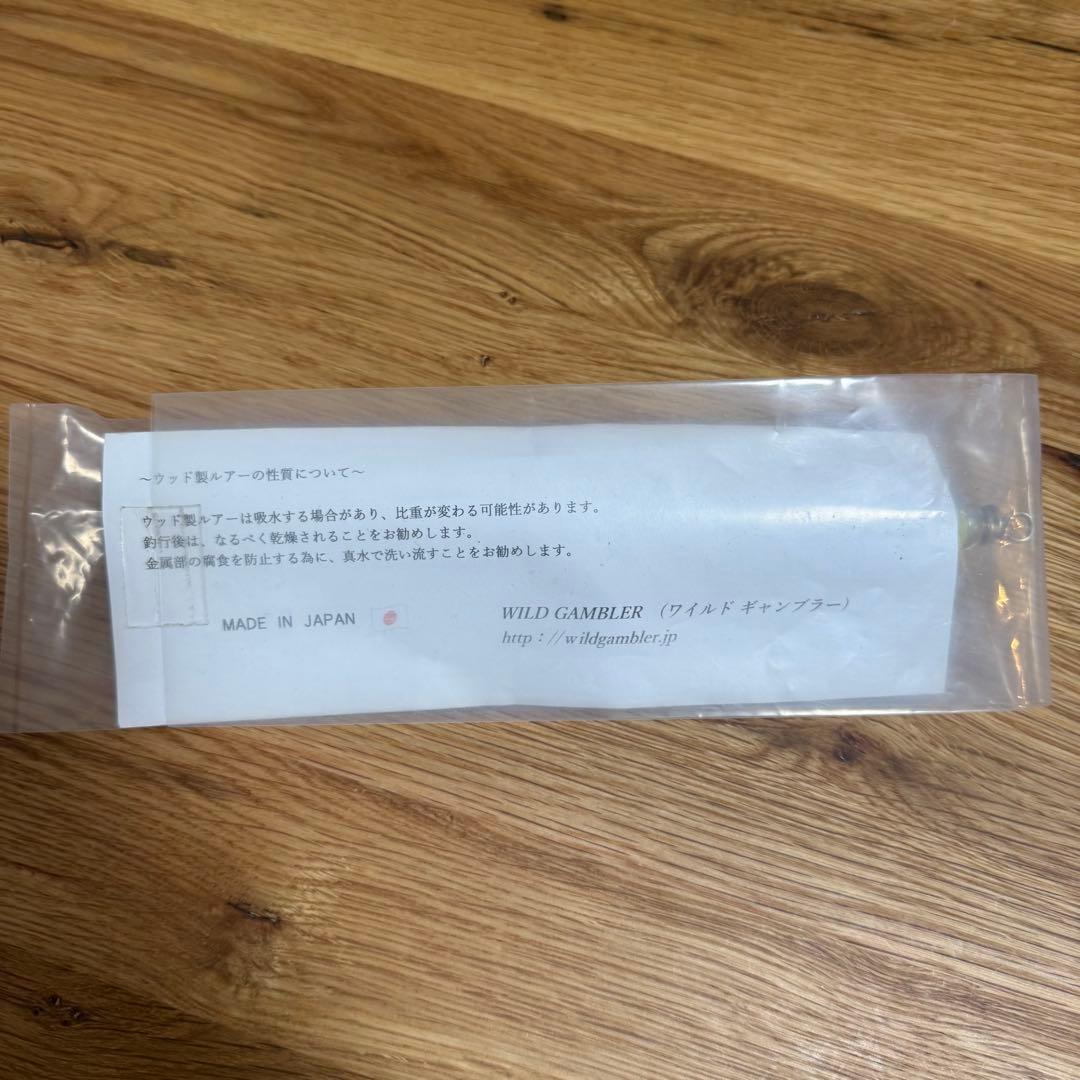 ～ウッド製ルアーの性質について～
ウッド製ルアーは吸水する場合があり、比重が変わる可能性があります。
釣行後は、なるべく乾燥されることをお勧めします。
金属部の腐食を防止する為に、真水で洗い流すことをお勧めします。
MADE IN JAPAN
WILD GAMBLER （ワイルド ギャンブラー）
http：//wildgambler.jp